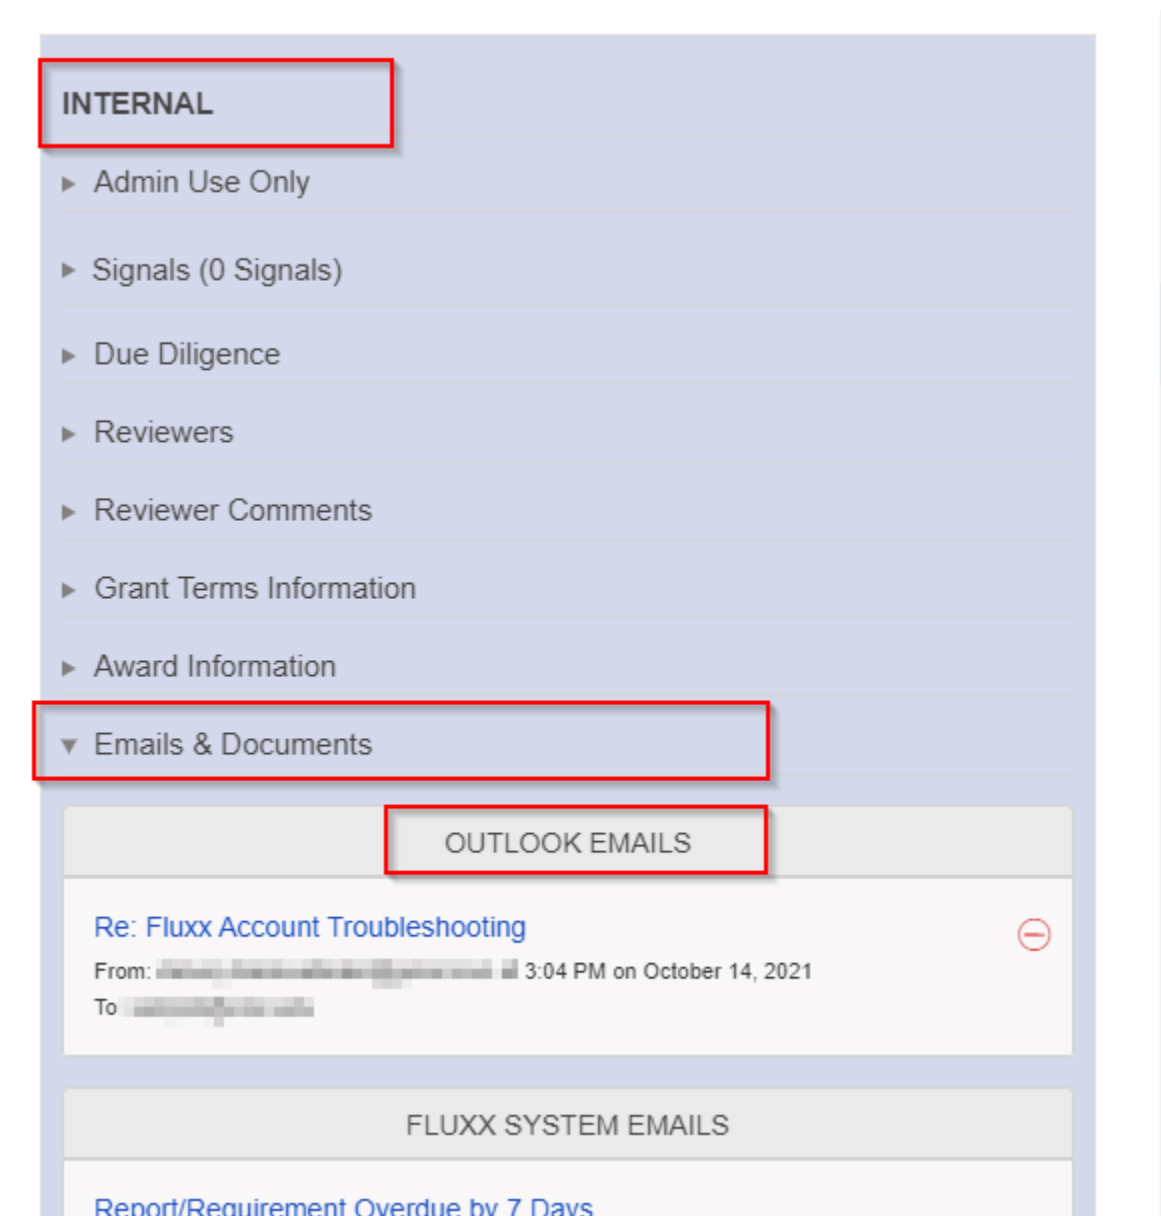 INTERNAL
Admin Use Only
Signals (0 Signals)
Due Diligence
Reviewers
Reviewer Comments
Grant Terms Information
Award Information
Emails & Documents
OUTLOOK EMAILS
Re: Fluxx Account Troubleshooting
From: 3:04 PM on October 14, 2021
To
FLUXX SYSTEM EMAILS
Report/Requirement Overdue by 7 Days